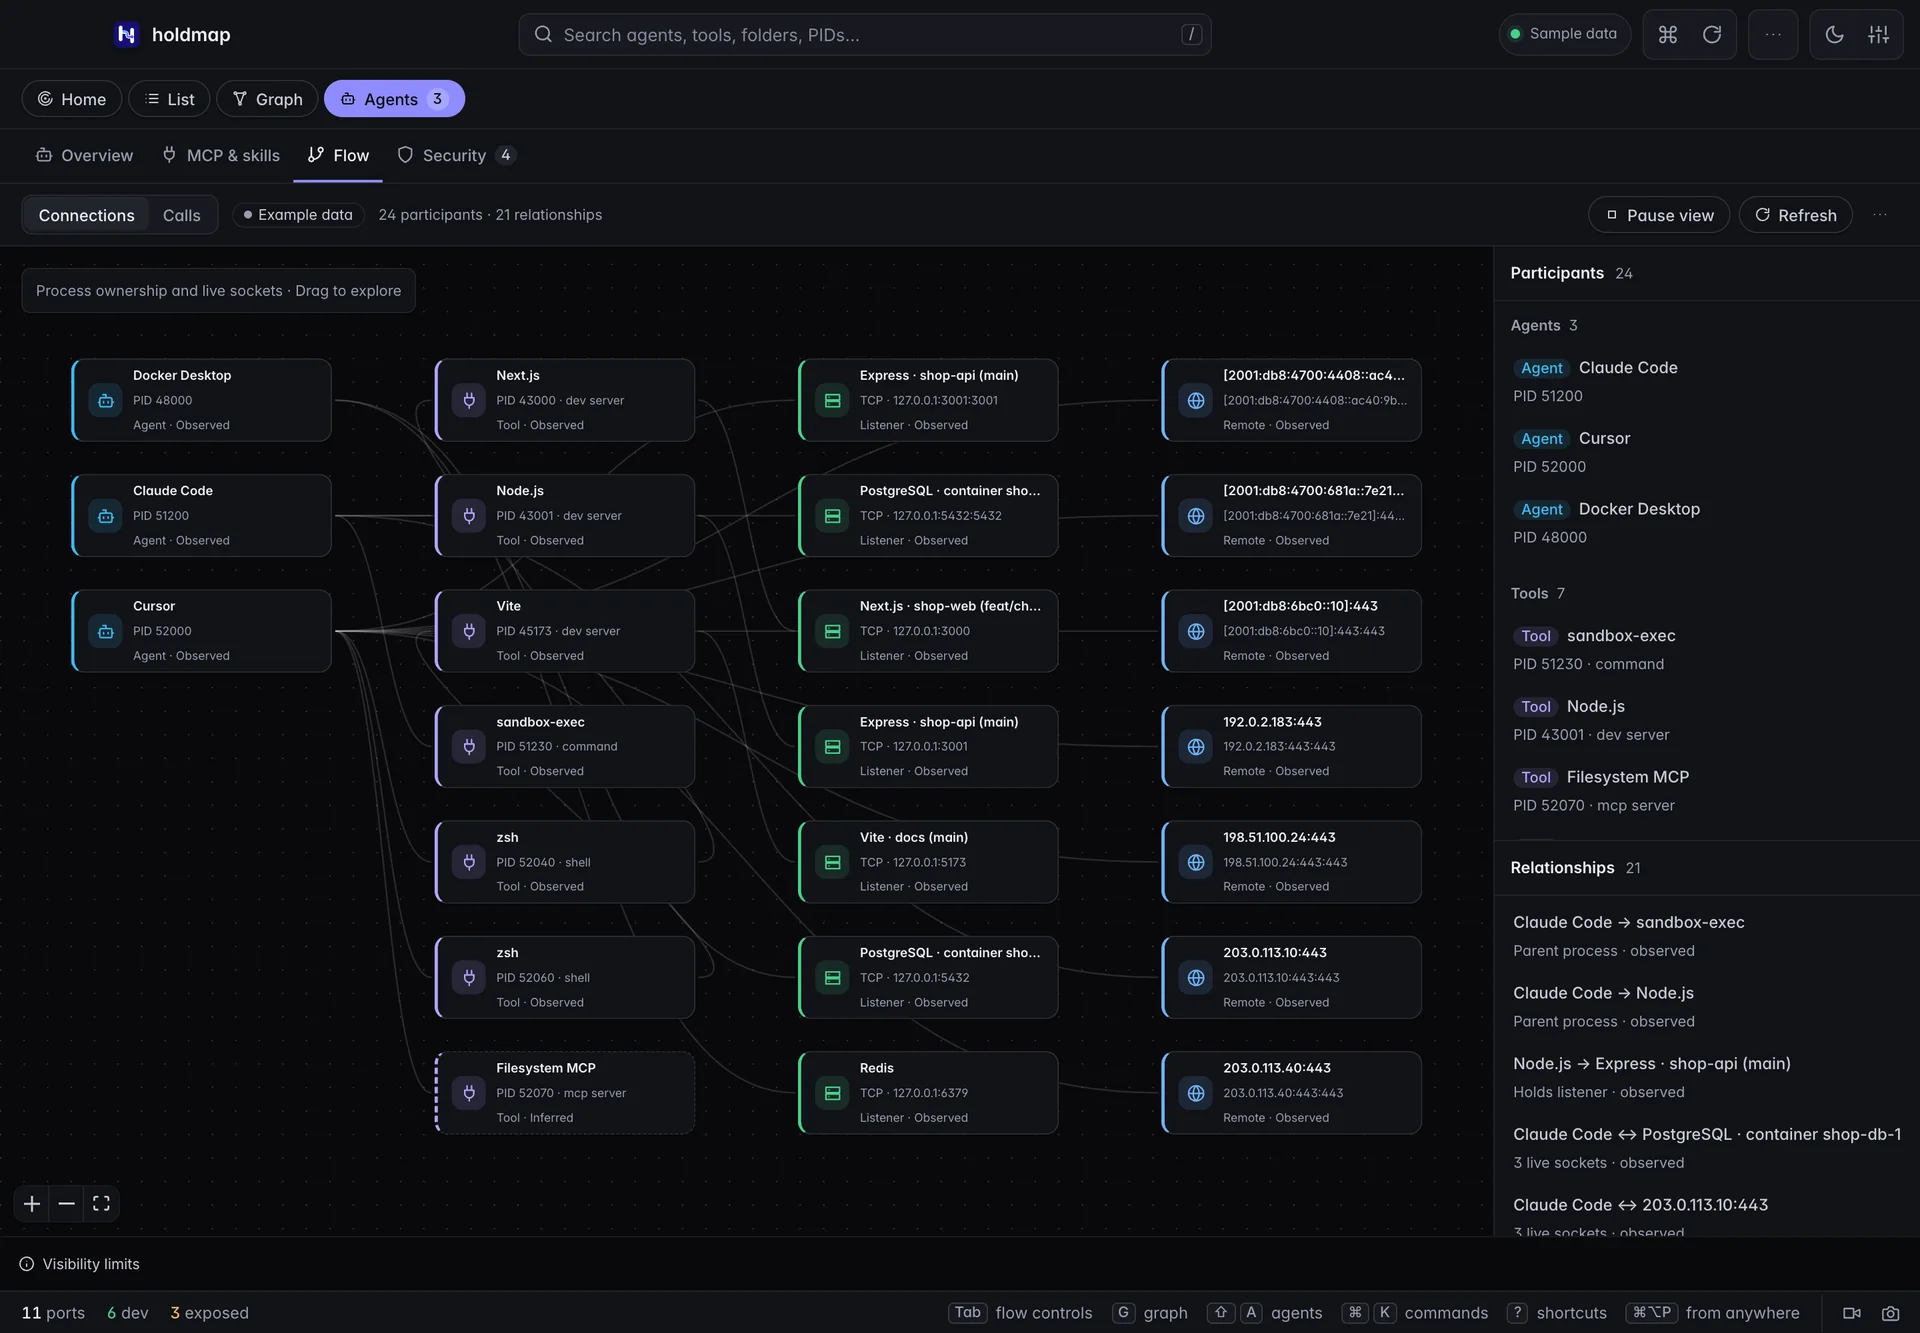 holdmap
Search agents, tools, folders, PIDs...
/
Sample data
Home
List
Graph
Agents 3
Overview
MCP & skills
Flow
Security 4
Connections
Calls
Example data
24 participants · 21 relationships
Pause view
Refresh
Process ownership and live sockets · Drag to explore
Docker Desktop
PID 48000
Agent · Observed
Claude Code
PID 51200
Agent · Observed
Cursor
PID 52000
Agent · Observed
Next.js
PID 43000 · dev server
Tool · Observed
Node.js
PID 43001 · dev server
Tool · Observed
Vite
PID 45173 · dev server
Tool · Observed
sandbox-exec
PID 51230 · command
Tool · Observed
zsh
PID 52040 · shell
Tool · Observed
zsh
PID 52060 · shell
Tool · Observed
Filesystem MCP
PID 52070 · mcp server
Tool · Inferred
Express · shop-api (main)
TCP · 127.0.0.1:3001:3001
Listener · Observed
PostgreSQL · container sho...
TCP · 127.0.0.1:5432:5432
Listener · Observed
Next.js · shop-web (feat/ch...
TCP · 127.0.0.1:3000
Listener · Observed
Express · shop-api (main)
TCP · 127.0.0.1:3001
Listener · Observed
Vite · docs (main)
TCP · 127.0.0.1:5173
Listener · Observed
PostgreSQL · container sho...
TCP · 127.0.0.1:5432
Listener · Observed
Redis
TCP · 127.0.0.1:6379
Listener · Observed
[2001:db8:4700:4408::ac4...
[2001:db8:4700:4408::ac40:9b...
Remote · Observed
[2001:db8:4700:681a::7e21...
[2001:db8:4700:681a::7e21]:44...
Remote · Observed
[2001:db8:6bc0::10]:443
[2001:db8:6bc0::10]:443:443
Remote · Observed
192.0.2.183:443
192.0.2.183:443:443
Remote · Observed
198.51.100.24:443
198.51.100.24:443:443
Remote · Observed
203.0.113.10:443
203.0.113.10:443:443
Remote · Observed
203.0.113.40:443
203.0.113.40:443:443
Remote · Observed
Participants 24
Agents 3
Agent Claude Code
PID 51200
Agent Cursor
PID 52000
Agent Docker Desktop
PID 48000
Tools 7
Tool sandbox-exec
PID 51230 · command
Tool Node.js
PID 43001 · dev server
Tool Filesystem MCP
PID 52070 · mcp server
Relationships 21
Claude Code → sandbox-exec
Parent process · observed
Claude Code → Node.js
Parent process · observed
Node.js → Express · shop-api (main)
Holds listener · observed
Claude Code ↔ PostgreSQL · container shop-db-1
3 live sockets · observed
Claude Code ↔ 203.0.113.10:443
3 live sockets · observed
Visibility limits
11 ports 6 dev 3 exposed
Tab flow controls G graph ⇧ A agents ⌘ K commands ? shortcuts ⌘⌥P from anywhere